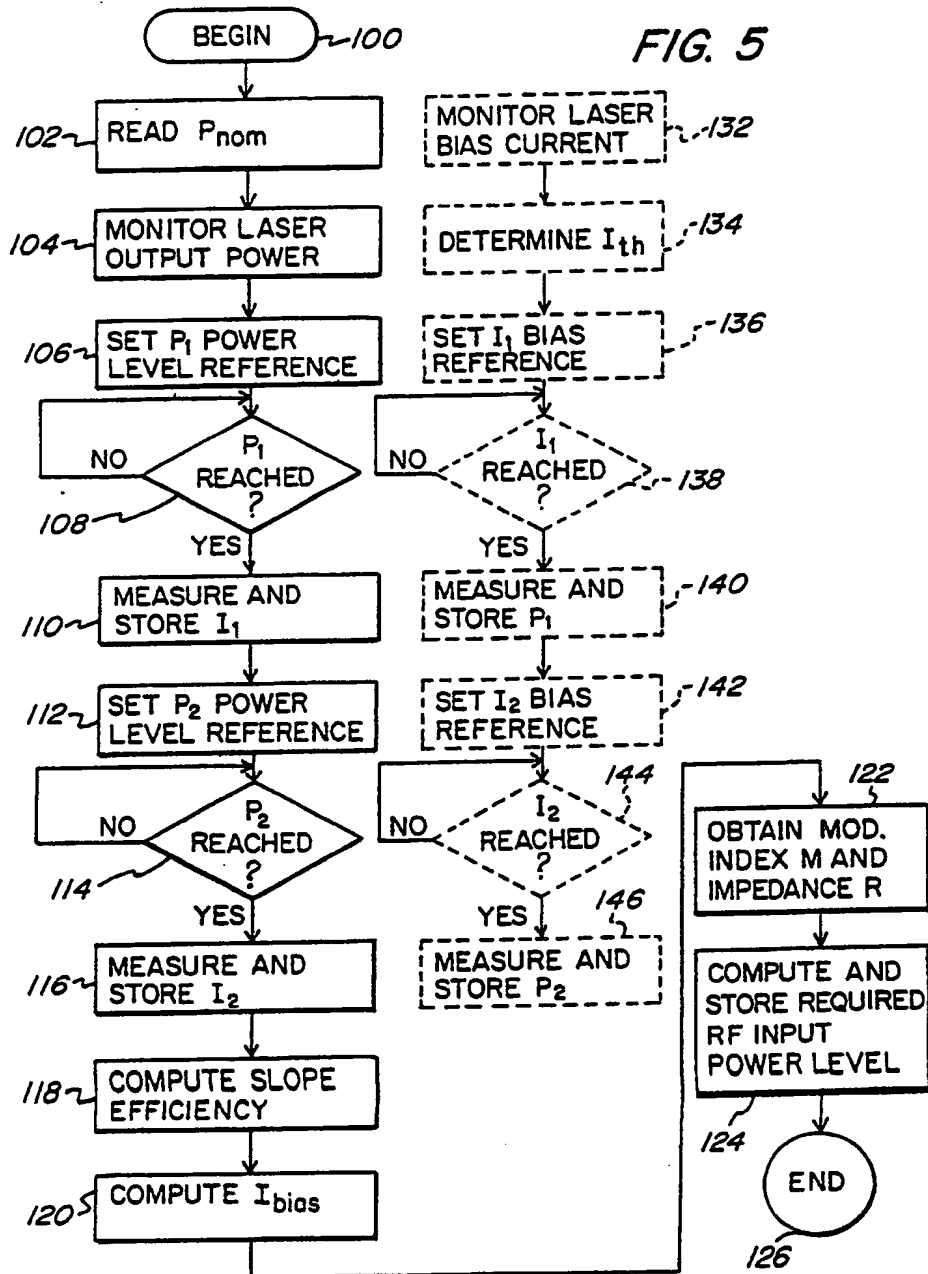 FIG. 5
BEGIN
100
102
READ Pnom
104
MONITOR LASER
OUTPUT POWER
106
SET P1 POWER
LEVEL REFERENCE
P1
REACHED
?
NO
108
YES
110
MEASURE AND
STORE I1
112
SET P2 POWER
LEVEL REFERENCE
P2
REACHED
?
NO
114
YES
116
MEASURE AND
STORE I2
118
COMPUTE SLOPE
EFFICIENCY
120
COMPUTE Ibias
MONITOR LASER
BIAS CURRENT
132
DETERMINE Ith
134
SET I1 BIAS
REFERENCE
136
I1
REACHED
?
NO
138
YES
MEASURE AND
STORE P1
140
SET I2 BIAS
REFERENCE
142
144
I2
REACHED
?
NO
YES
146
MEASURE AND
STORE P2
122
OBTAIN MOD.
INDEX M AND
IMPEDANCE R
COMPUTE AND
STORE REQUIRED
RF INPUT
POWER LEVEL
124
END
126